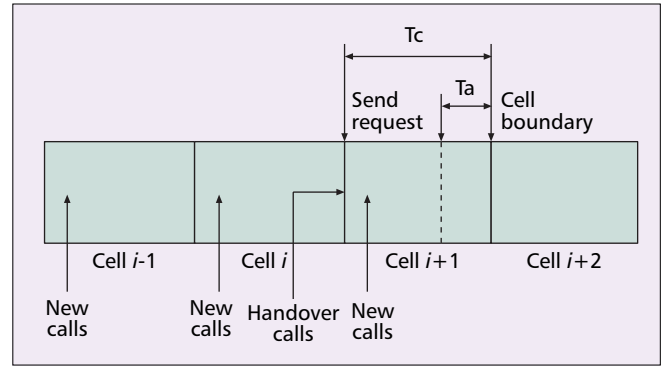 Tc
Ta
Send
request
Cell
boundary
Cell i-1
Cell i
Cell i+1
Cell i+2
New
calls
New
calls
Handover
calls
New
calls